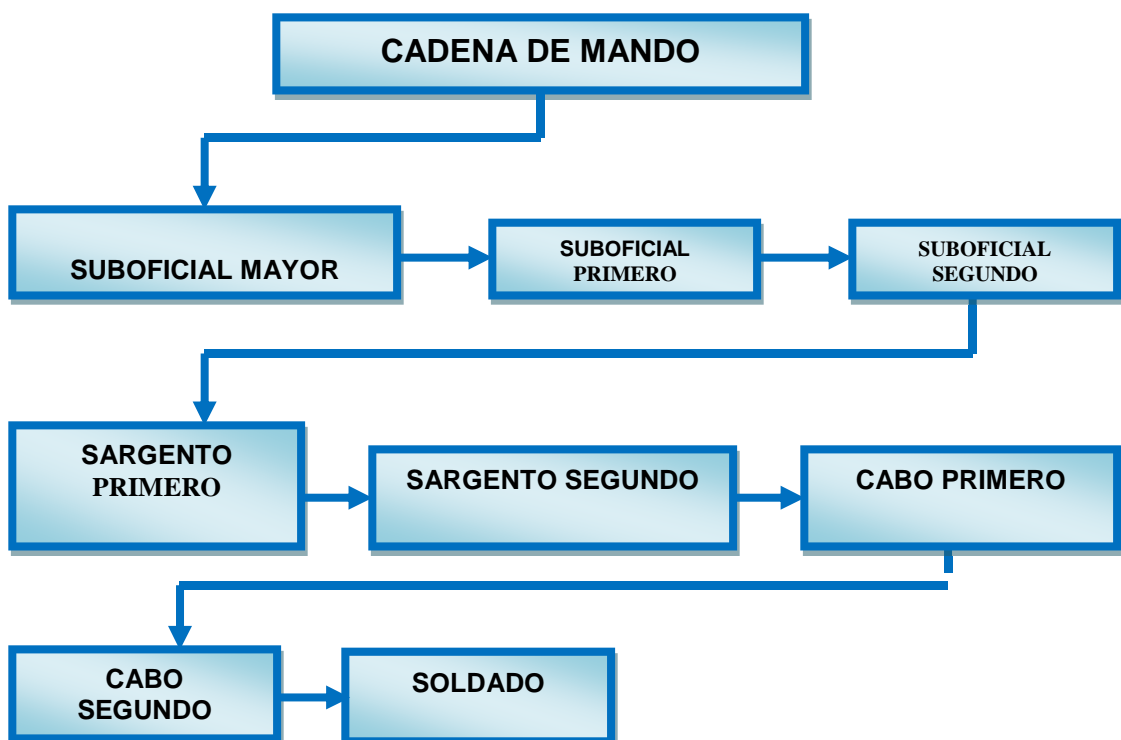 CADENA DE MANDO
SUBOFICIAL MAYOR
SUBOFICIAL
PRIMERO
SUBOFICIAL
SEGUNDO
SARGENTO
PRIMERO
SARGENTO SEGUNDO
CABO PRIMERO
CABO
SEGUNDO
SOLDADO